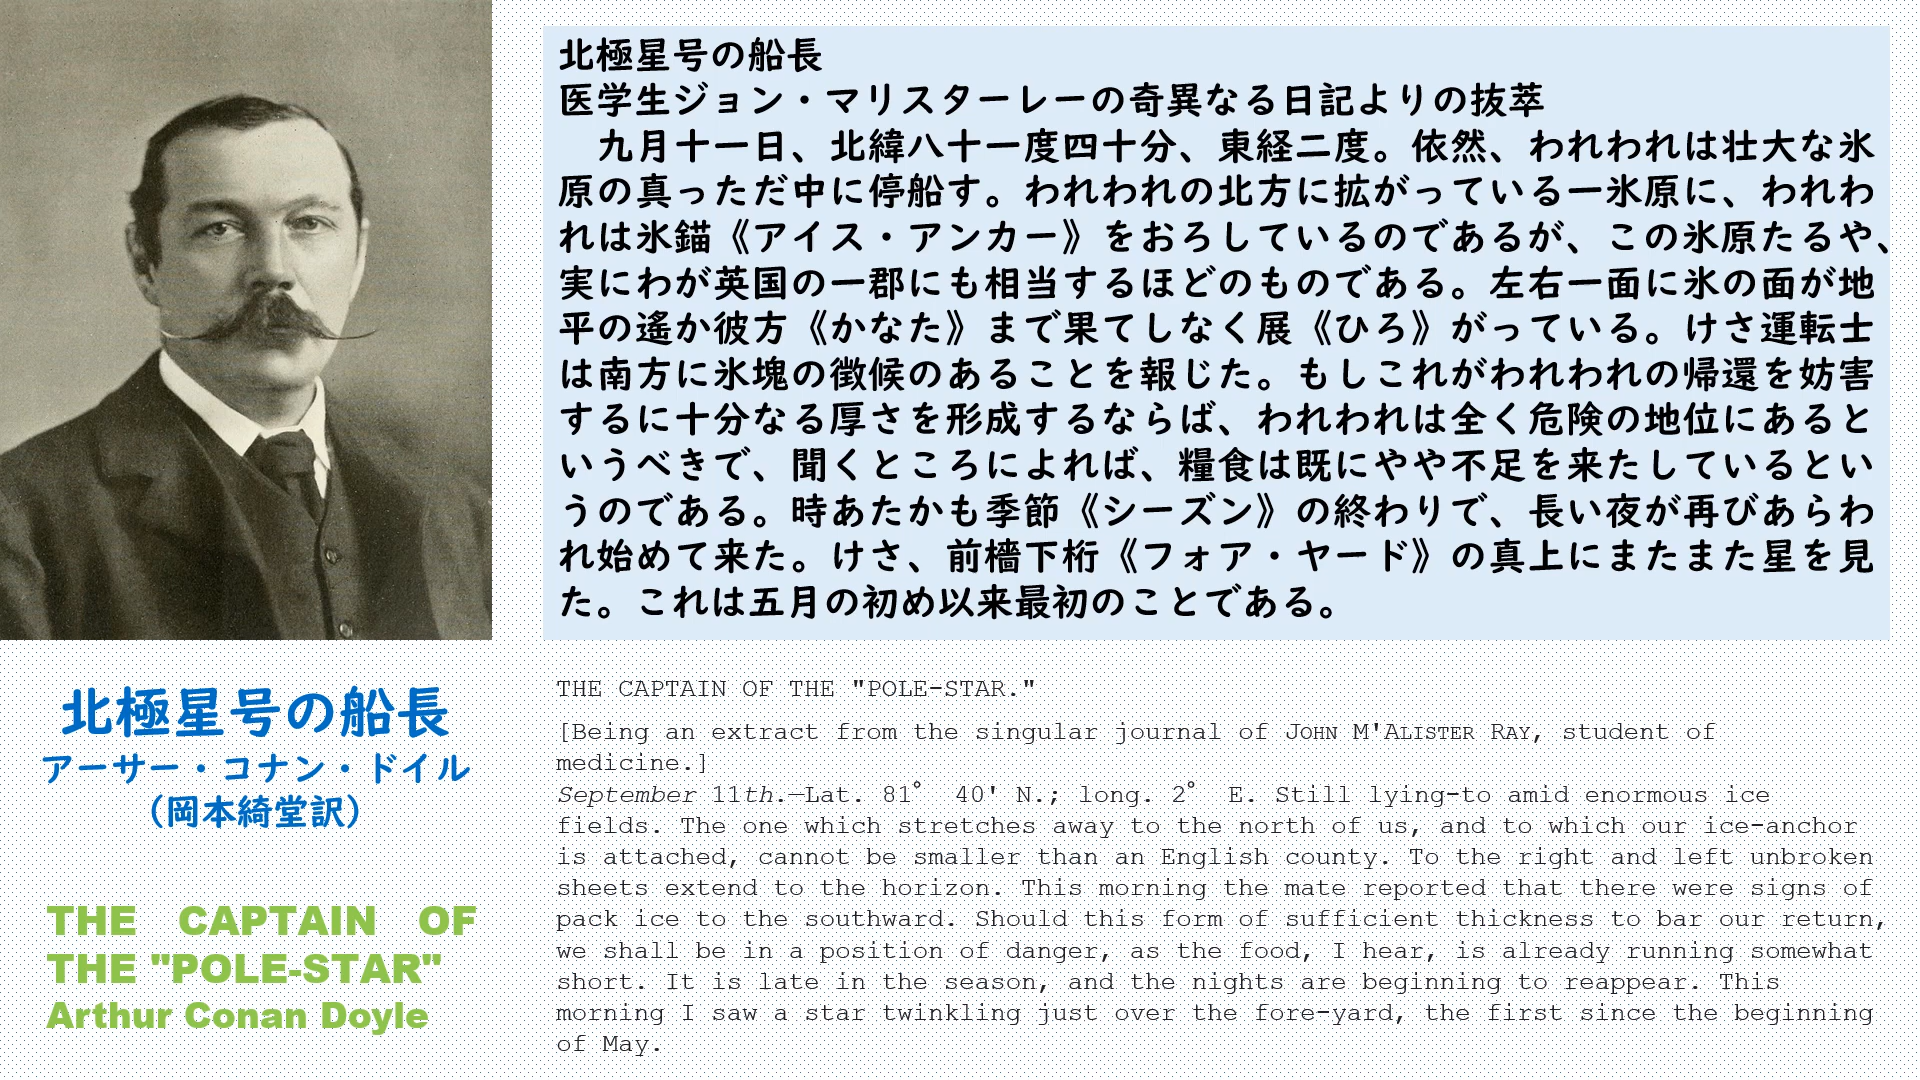 北極星号の船長
医学生ジョン・マリスターレーの奇異なる日記よりの抜萃
　九月十一日、北緯八十一度四十分、東経二度。依然、われわれは壮大な氷
原の真っただ中に停船す。われわれの北方に拡がっている一氷原に、われわ
れは氷錨《アイス・アンカー》をおろしているのであるが、この氷原たるや、
実にわが英国の一郡にも相当するほどのものである。左右一面に氷の面が地
平の遙か彼方《かなた》まで果てしなく展《ひろ》がっている。けさ運転士
は南方に氷塊の徴候のあることを報じた。もしこれがわれわれの帰還を妨害
するに十分なる厚さを形成するならば、われわれは全く危険の地位にあると
いうべきで、聞くところによれば、糧食は既にやや不足を来たしているとい
うのである。時あたかも季節《シーズン》の終わりで、長い夜が再びあらわ
れ始めて来た。けさ、前檣下桁《フォア・ヤード》の真上にまたまた星を見
た。これは五月の初め以来最初のことである。
北極星号の船長
アーサー・コナン・ドイル
（岡本綺堂訳）
THE CAPTAIN OF
THE "POLE-STAR"
Arthur Conan Doyle
THE CAPTAIN OF THE "POLE-STAR."
[Being an extract from the singular journal of JOHN M'ALISTER RAY, student of
medicine.]
September 11th.—Lat. 81° 40' N.; long. 2° E. Still lying-to amid enormous ice
fields. The one which stretches away to the north of us, and to which our ice-anchor
is attached, cannot be smaller than an English county. To the right and left unbroken
sheets extend to the horizon. This morning the mate reported that there were signs of
pack ice to the southward. Should this form of sufficient thickness to bar our return,
we shall be in a position of danger, as the food, I hear, is already running somewhat
short. It is late in the season, and the nights are beginning to reappear. This
morning I saw a star twinkling just over the fore-yard, the first since the beginning
of May.